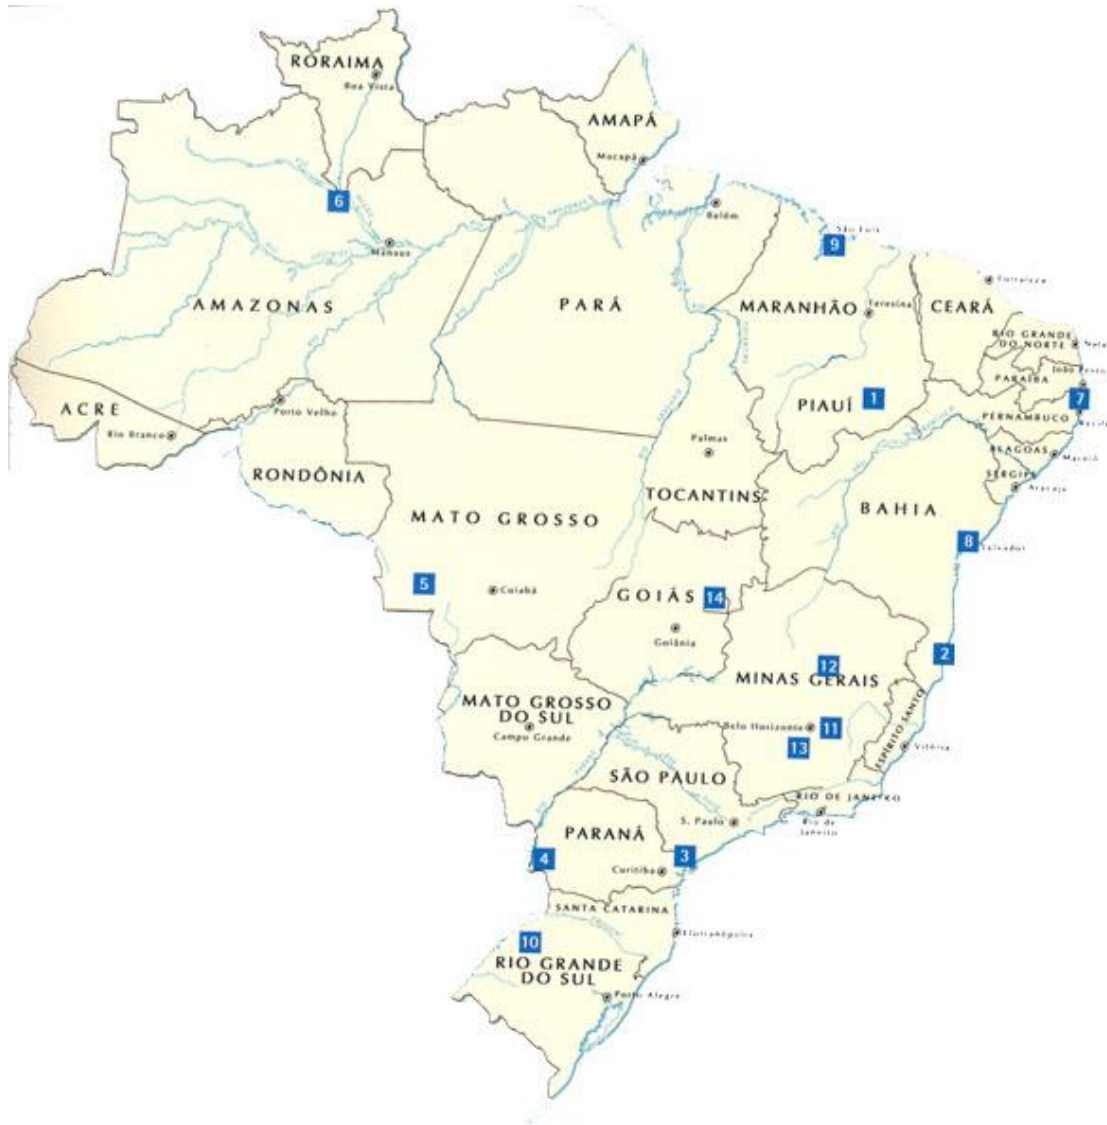 RORAIMA
Boa Vista
AMAPÁ
Macapá
6
Belém
São Luís
9
Manaus
AMAZONAS
PARÁ
MARANHÃO
Teresina
CEARÁ
Fortaleza
RIO GRANDE
DO NORTE
PARAÍBA
PIAUÍ
1
7
ACRE
Porto Velho
PERNAMBUCO
Rio Branco
Palmas
ALAGOAS
Maceió
RONDÔNIA
SERGIPE
Aracaju
TOCANTINS
MATO GROSSO
BAHIA
8
Salvador
5
Cuiabá
GOIÁS
14
Goiânia
2
12
MINAS GERAIS
MATO GROSSO
DO SUL
Campo Grande
ESPÍRITO SANTO
Belo Horizonte
11
13
Vitória
SÃO PAULO
RIO DE JANEIRO
Rio de
Janeiro
S. Paulo
PARANÁ
4
3
Curitiba
SANTA CATARINA
Florianópolis
10
RIO GRANDE
DO SUL
Porto Alegre